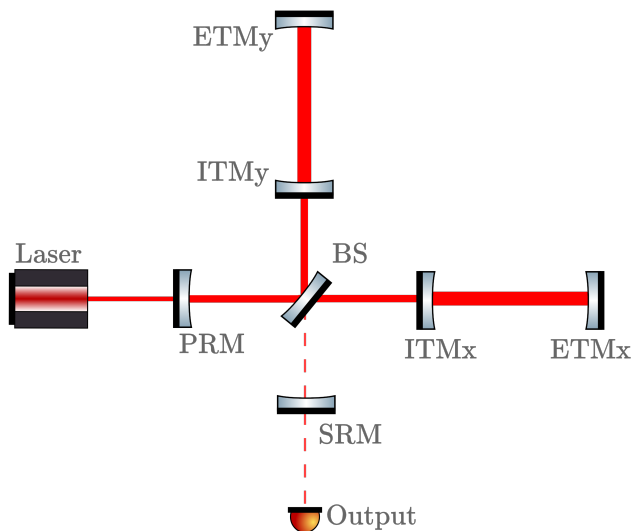 ETMy
ITMy
Laser
BS
PRM
ITMx
ETMx
SRM
Output